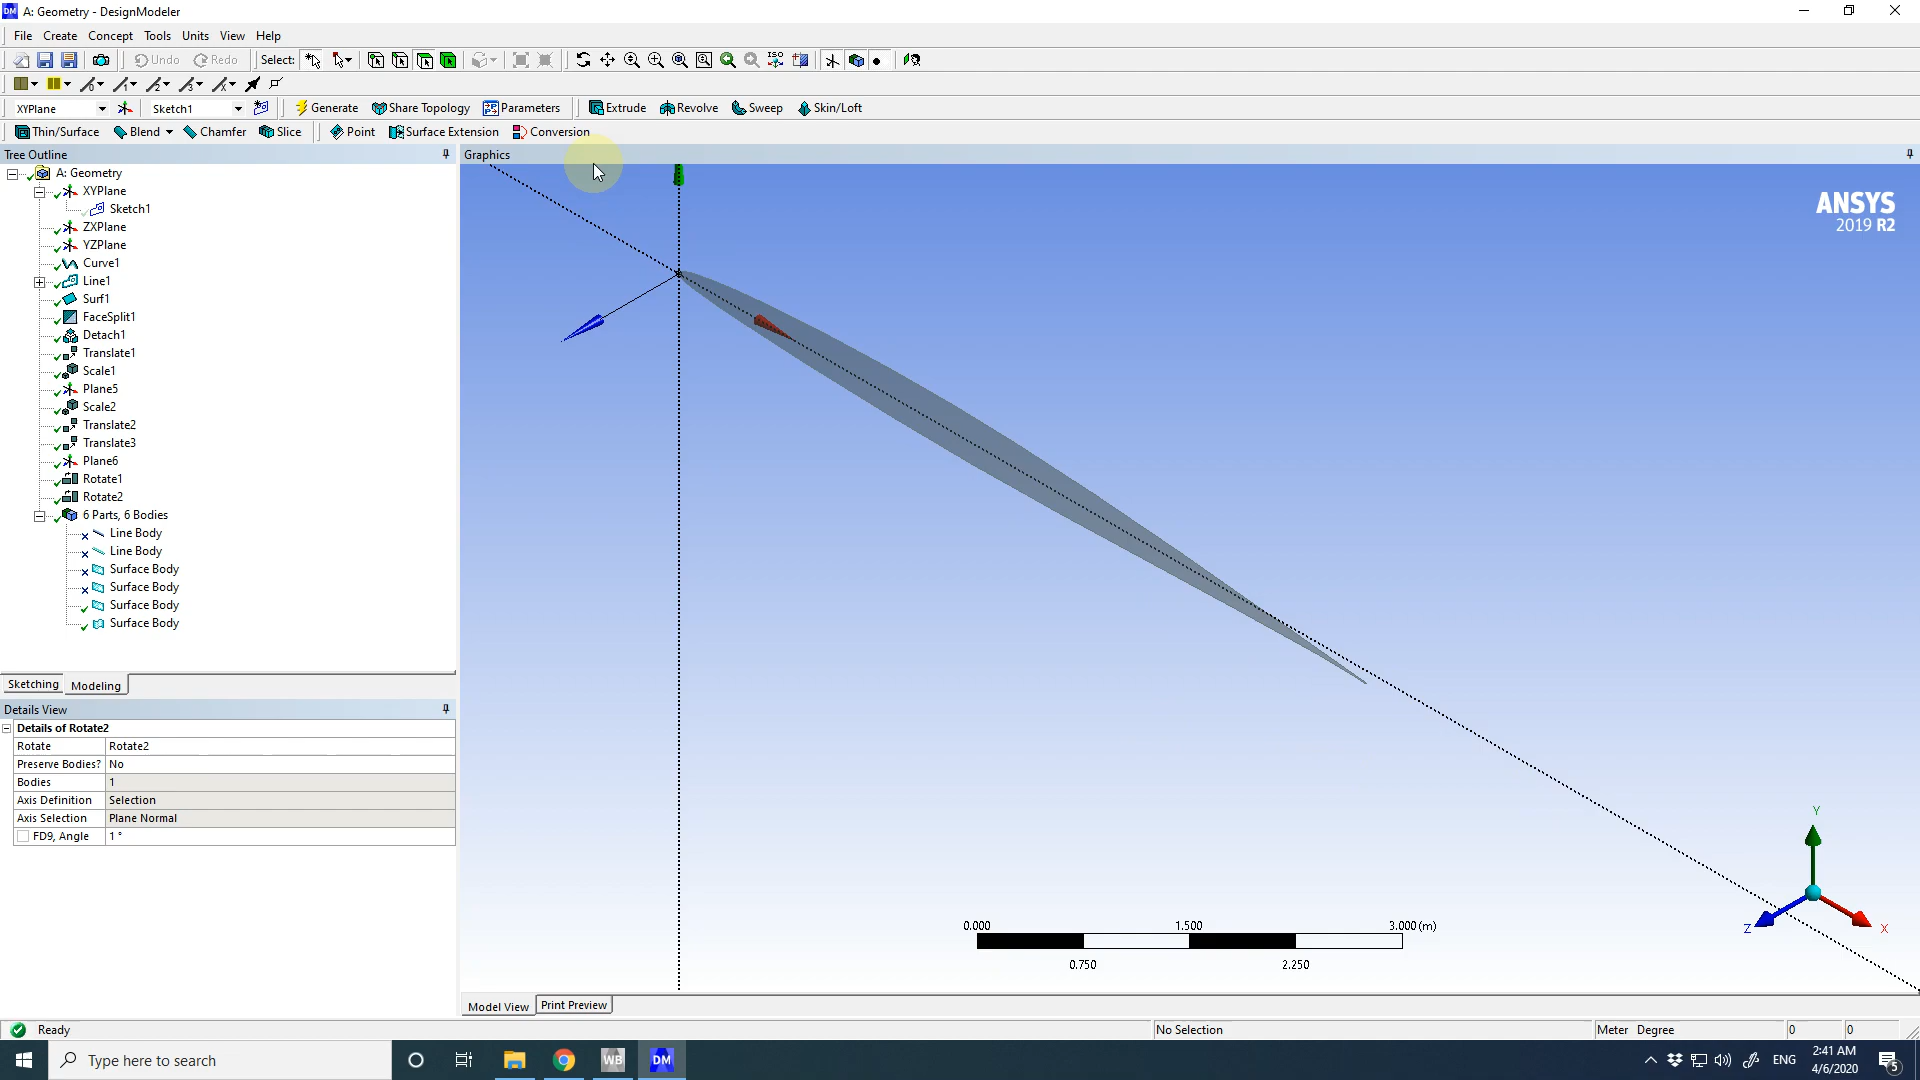 A: Geometry - DesignModeler
File Create Concept Tools Units View Help
Undo Redo Select: ISO
XYPlane Sketch1 Generate Share Topology Parameters Extrude Revolve Sweep Skin/Loft
Thin/Surface Blend Chamfer Slice Point Surface Extension Conversion
Tree Outline
A: Geometry
XYPlane
Sketch1
ZXPlane
YZPlane
Curve1
Line1
Surf1
FaceSplit1
Detach1
Translate1
Scale1
Plane5
Scale2
Translate2
Translate3
Plane6
Rotate1
Rotate2
6 Parts, 6 Bodies
Line Body
Line Body
Surface Body
Surface Body
Surface Body
Surface Body
Sketching Modeling
Details View
Details of Rotate2
Rotate Rotate2
Preserve Bodies? No
Bodies 1
Axis Definition Selection
Axis Selection Plane Normal
FD9, Angle 1 °
Graphics
ANSYS
2019 R2
Y
Z X
0.000 1.500 3.000 (m)
0.750 2.250
Model View Print Preview
Ready No Selection Meter Degree 0 0
Type here to search WB DM ENG 2:41 AM
4/6/2020 5